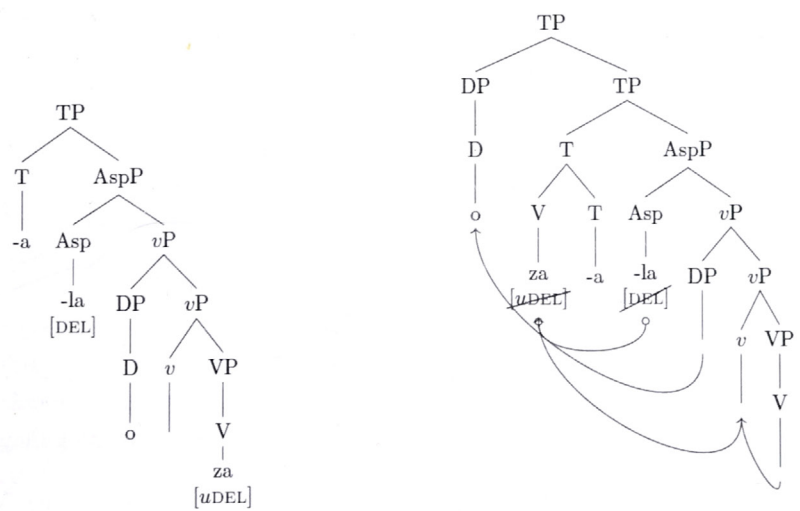 TP
T AspP
-a Asp vP
-la DP vP
[DEL]
D v VP
o V
za
[uDEL]
TP
DP TP
D T AspP
o V T Asp vP
za -a -la DP vP
[uDEL] [DEL]
v VP
V